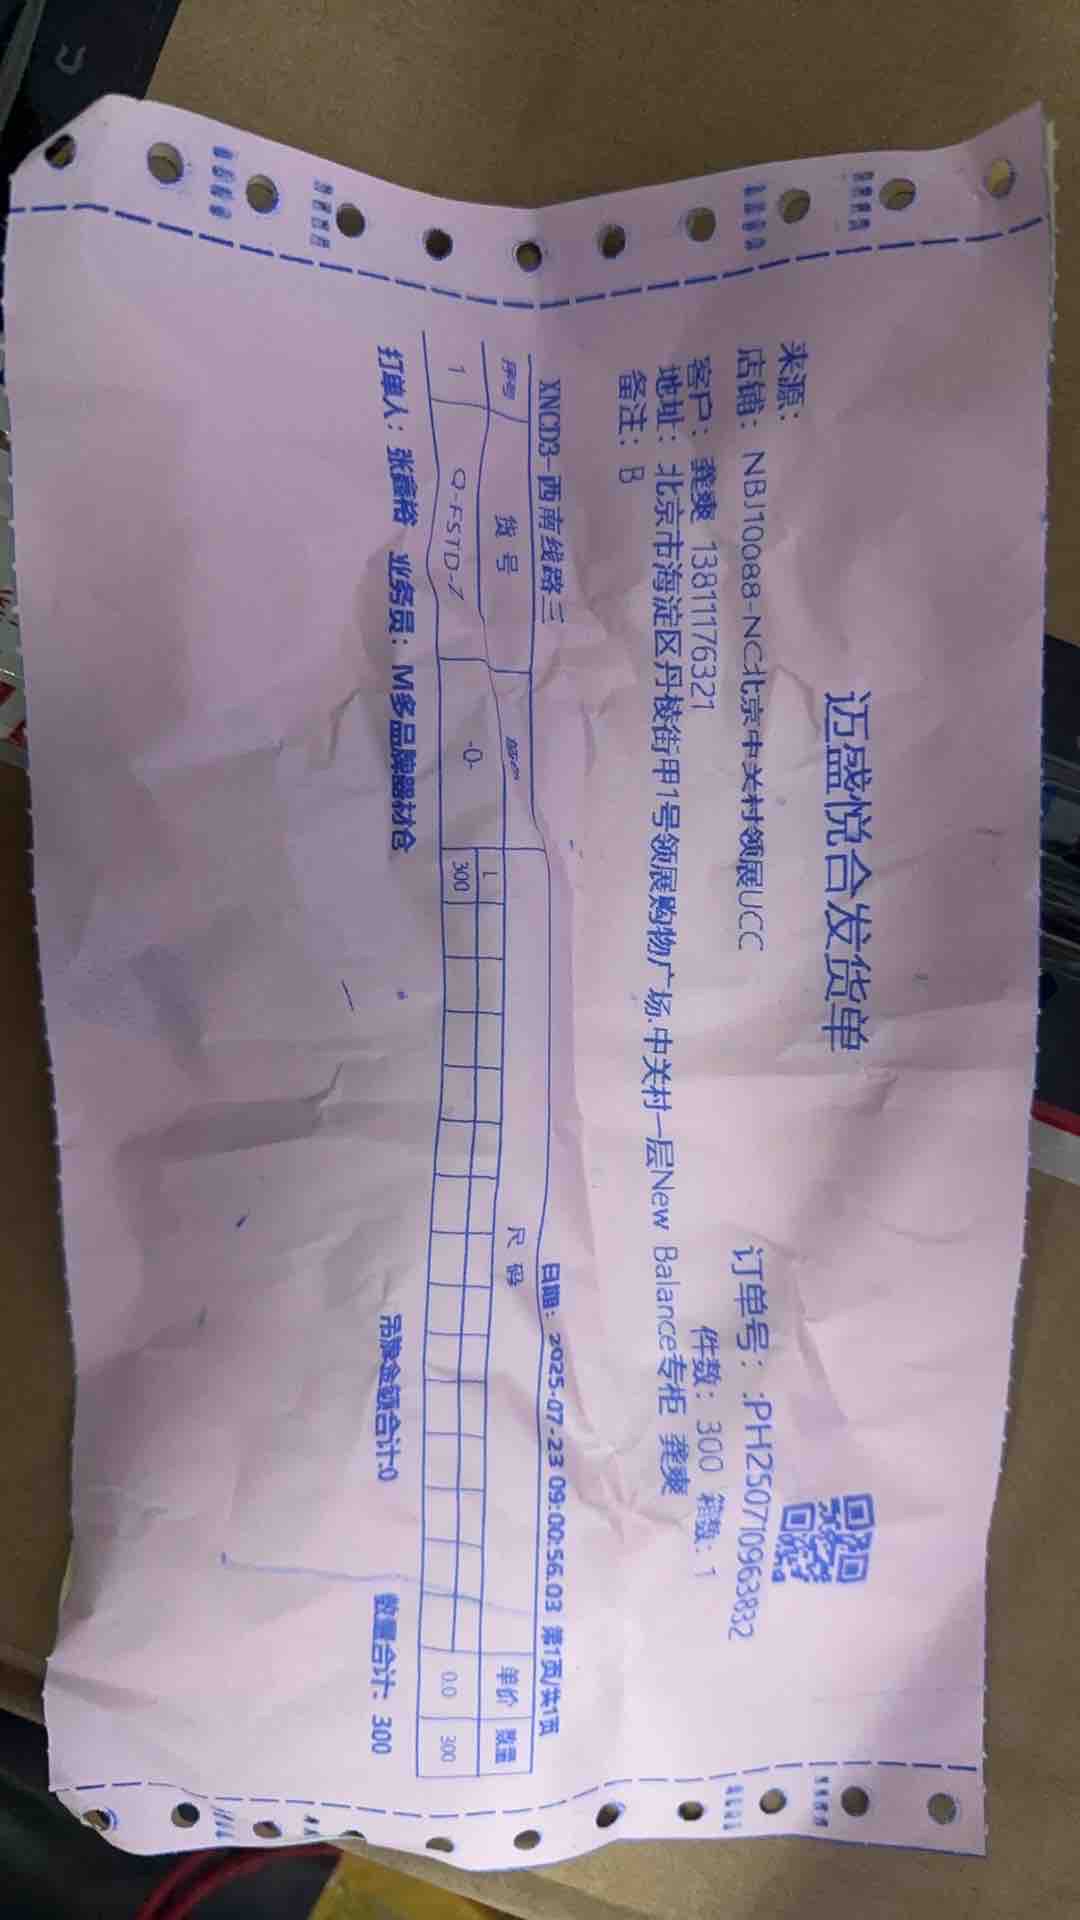 迈盛悦合发货单
来源:
店铺: NBJ10088-NC北京中关村领展UCC 订单号: :PH250710963832
客户: 龚爽 13811176321 件数: 300 箱数: 1
地址: 北京市海淀区丹棱街甲1号领展购物广场.中关村一层New Balance专柜 龚爽
备注: B
XNCD3-西南线路三 日期: 2025-07-23 09:00:56.03 第1页/共1页
序号 货 号 尺 码 单价 数量
L
1 Q-FSTD-Z -0- 300 0.0 300
打单人: 张鑫裕 业务员: M多品牌器材仓 吊牌金额合计:0 数量合计: 300